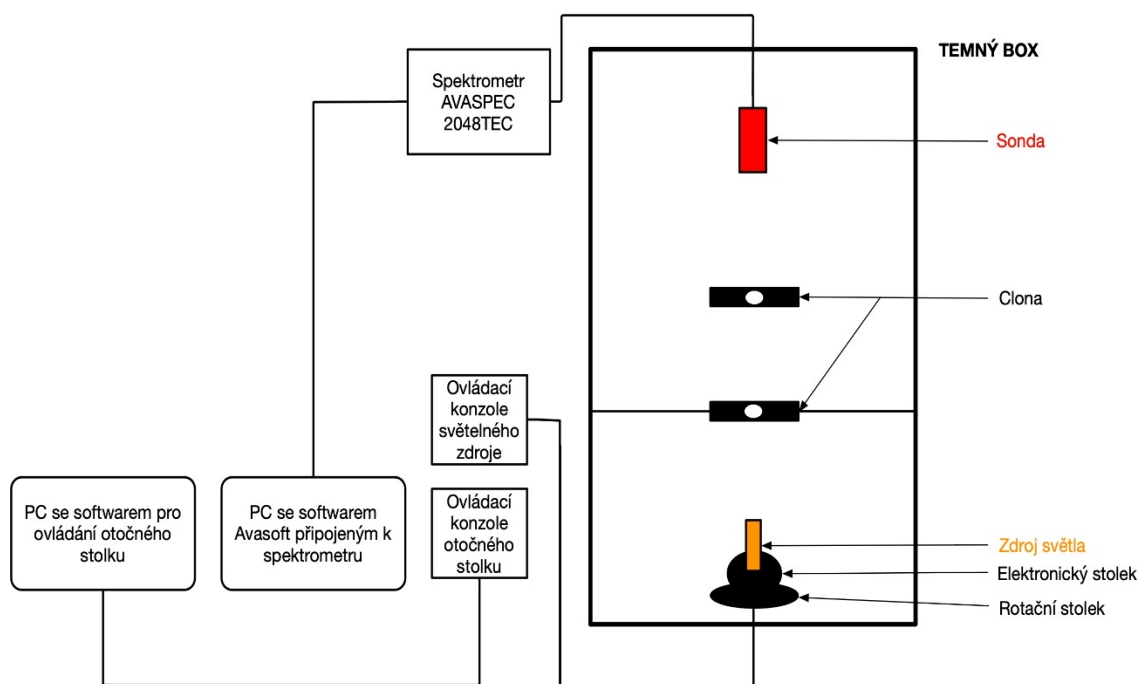 TEMNÝ BOX
Spektrometr
AVASPEC
2048TEC
Sonda
Clona
Ovládací
konzole
světelného
zdroje
PC se softwarem pro
ovládání otočného
stolku
PC se softwarem
Avasoft připojeným k
spektrometru
Ovládací
konzole
otočného
stolku
Zdroj světla
Elektronický stolek
Rotační stolek